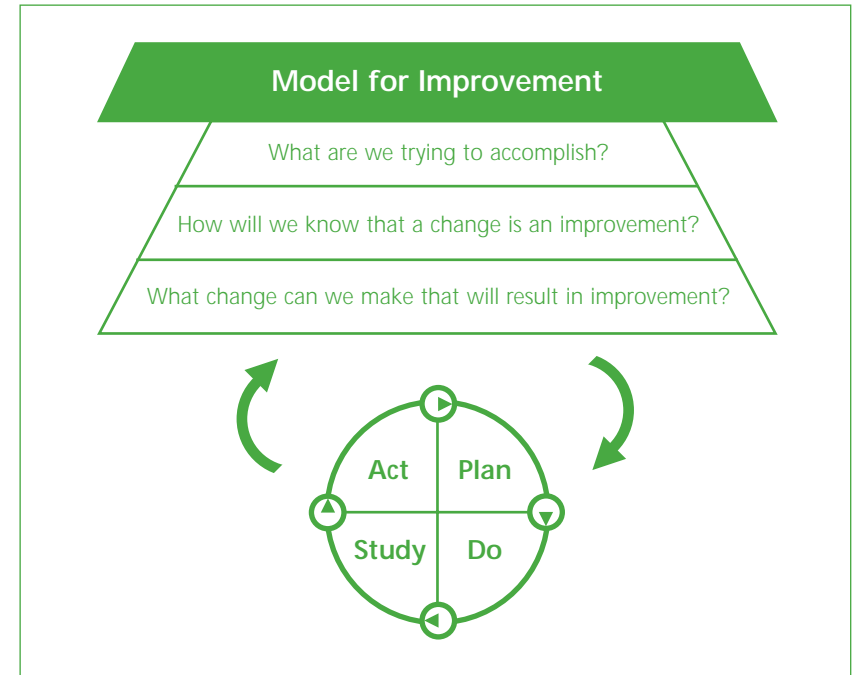 Model for Improvement
What are we trying to accomplish?
How will we know that a change is an improvement?
What change can we make that will result in improvement?
Act Plan
Study Do